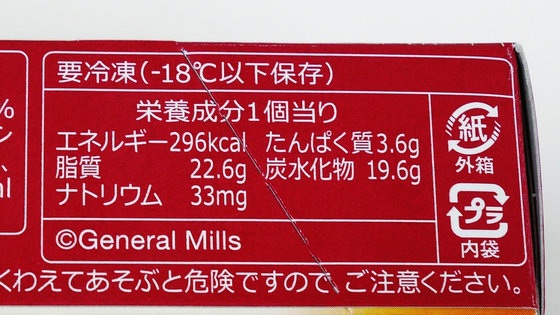 要冷凍(-18℃以下保存)
栄養成分1個当り
エネルギー296kcal たんぱく質3.6g
脂質 22.6g 炭水化物 19.6g
ナトリウム 33mg
©General Mills
紙
外箱
プラ
内袋
%
ン
くわえてあそぶと危険ですので、ご注意ください。